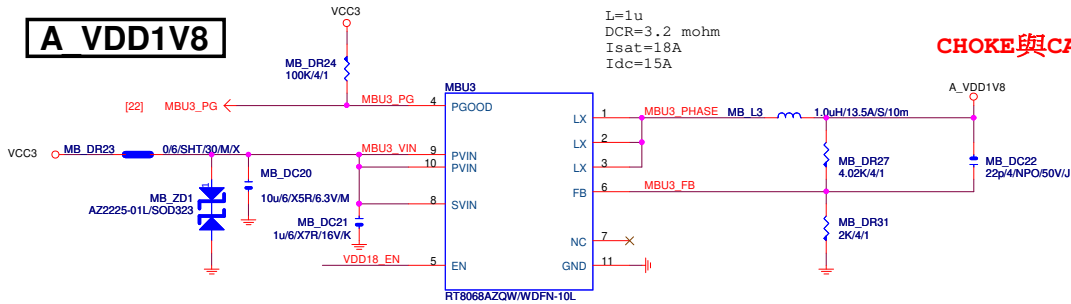 A_VDD1V8
VCC3
L=1u
DCR=3.2 mohm
Isat=18A
Idc=15A
CHOKE與CA
MB_DR24
100K/4/1
MBU3
A_VDD1V8
[22] MBU3_PG
MBU3_PG 4 PGOOD
LX 1 MBU3_PHASE MB_L3 1.0uH/13.5A/S/10m
LX 2
LX 3
VCC3 MB_DR23 0/6/SHT/30/M/X
MBU3_VIN 9 PVIN
10 PVIN
MB_DR27
4.02K/4/1
MB_DC22
22p/4/NPO/50V/J
MB_DC20
10u/6/X5R/6.3V/M
1
MB_ZD1
AZ2225-01L/SOD323
8 SVIN
FB 6 MBU3_FB
MB_DC21
1u/6/X7R/16V/K
MB_DR31
2K/4/1
NC 7
VDD18_EN 5 EN
GND 11
RT8068AZQW/WDFN-10L